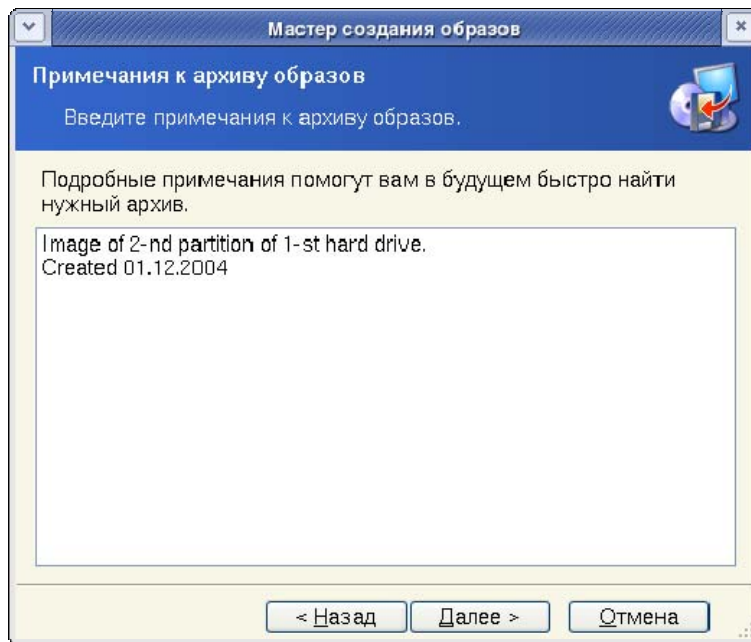 Мастер создания образов
Примечания к архиву образов
Введите примечания к архиву образов.
Подробные примечания помогут вам в будущем быстро найти
нужный архив.
Image of 2-nd partition of 1-st hard drive.
Created 01.12.2004
< Назад Далее > Отмена